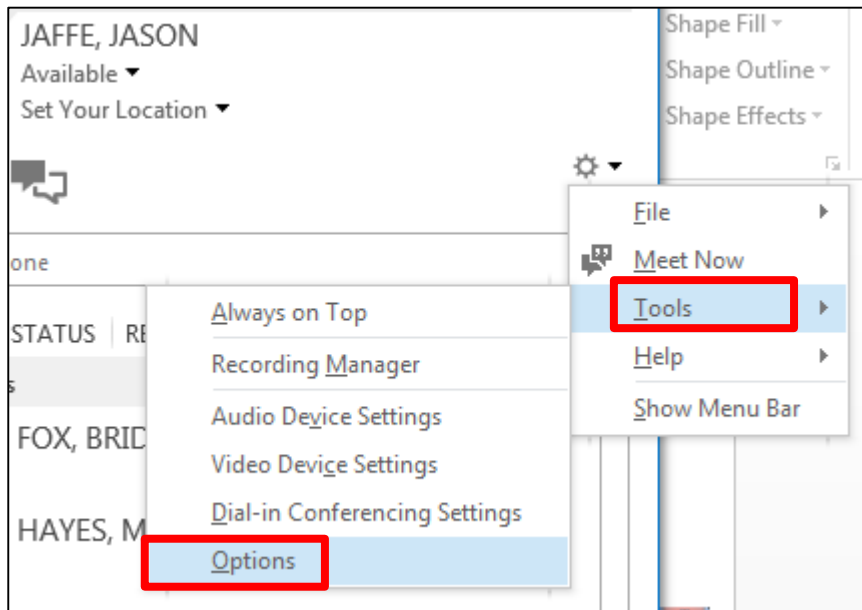 JAFFE, JASON
Available
Set Your Location
Shape Fill
Shape Outline
Shape Effects
File
Meet Now
Tools
Help
Show Menu Bar
one
STATUS
RE
s
FOX, BRID
HAYES, M
Always on Top
Recording Manager
Audio Device Settings
Video Device Settings
Dial-in Conferencing Settings
Options